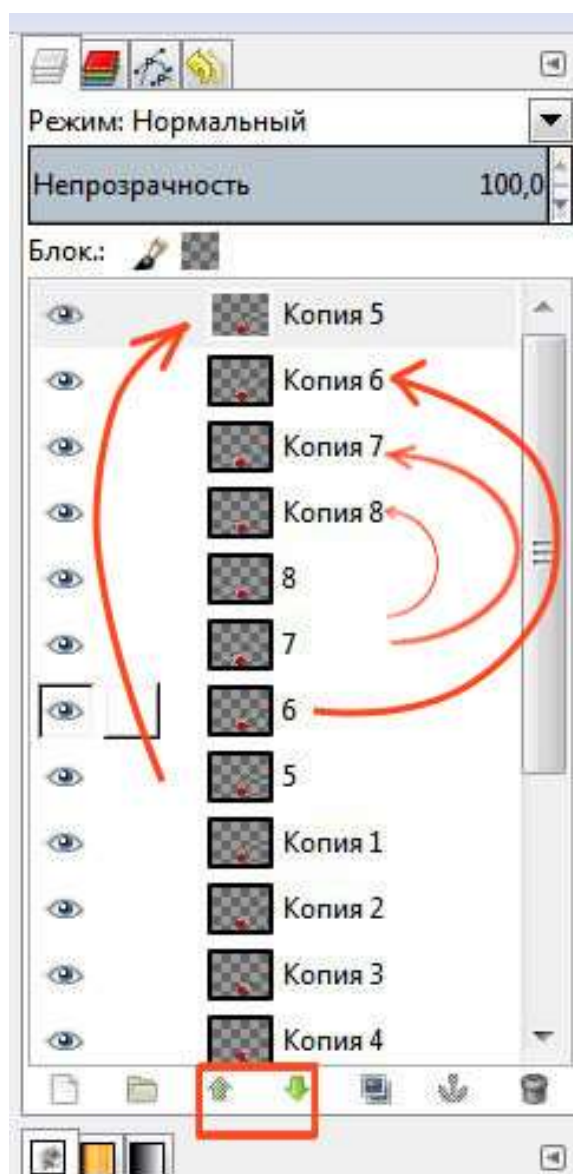 Режим: Нормальный
Непрозрачность 100,0
Блок.:
Копия 5
Копия 6
Копия 7
Копия 8
8
7
6
5
Копия 1
Копия 2
Копия 3
Копия 4